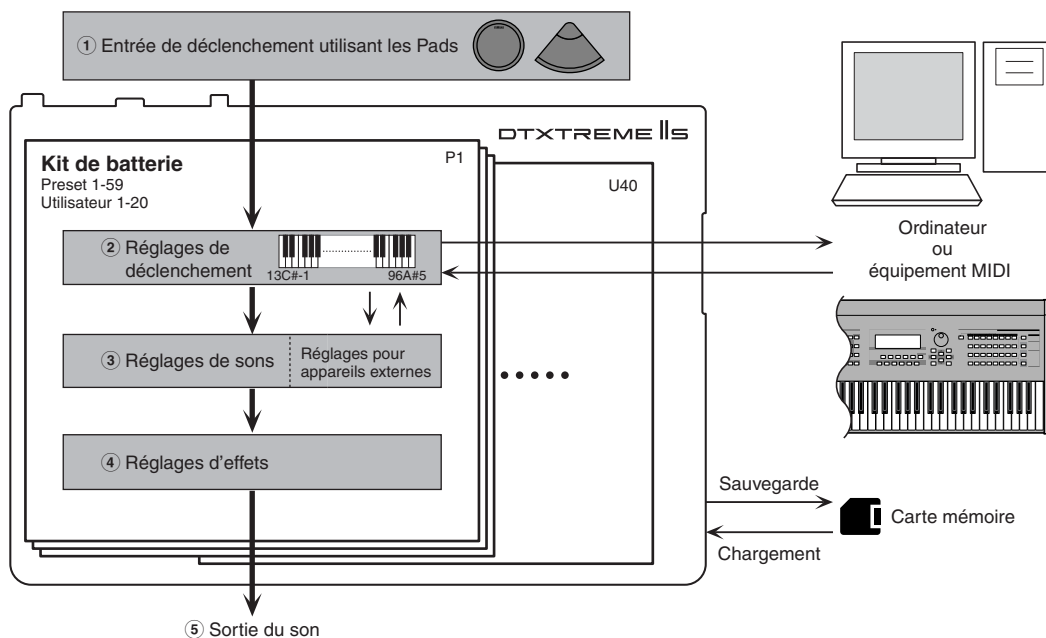 ① Entrée de déclenchement utilisant les Pads
DTXTREME IIs
Kit de batterie
P1
Preset 1-59
Utilisateur 1-20
U40
② Réglages de
déclenchement
13C#-1
96A#5
Ordinateur
ou
équipement MIDI
③ Réglages de sons
Réglages pour
appareils externes
④ Réglages d'effets
Sauvegarde
Carte mémoire
Chargement
⑤ Sortie du son